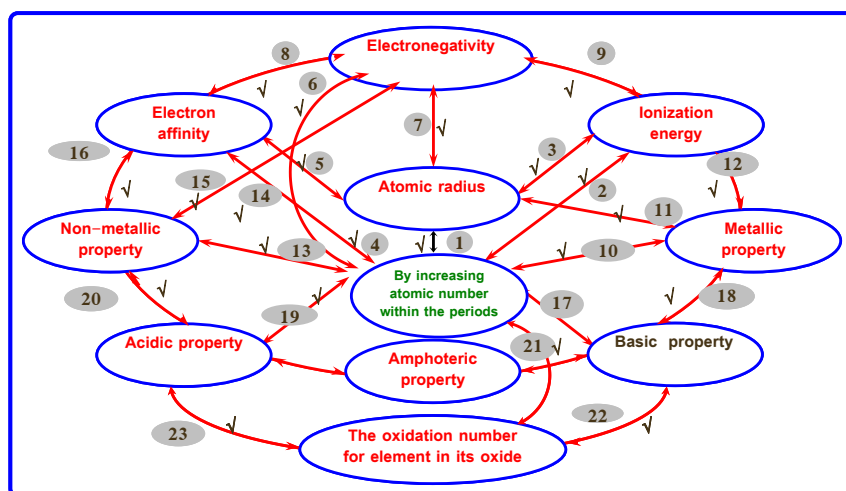 Electronegativity
8
9
6
√
√
√
Electron
affinity
Ionization
energy
7
√
16
5
√
3
√
12
15
14
√
2
√
√
√
√
√
Atomic radius
11
√
Non–metallic
property
√
13
√
4
√
1
√
10
Metallic
property
By increasing
atomic number
within the periods
20
√
19
√
17
√
18
Acidic property
21
√
Basic property
Amphoteric
property
23
√
22
√
The oxidation number
for element in its oxide